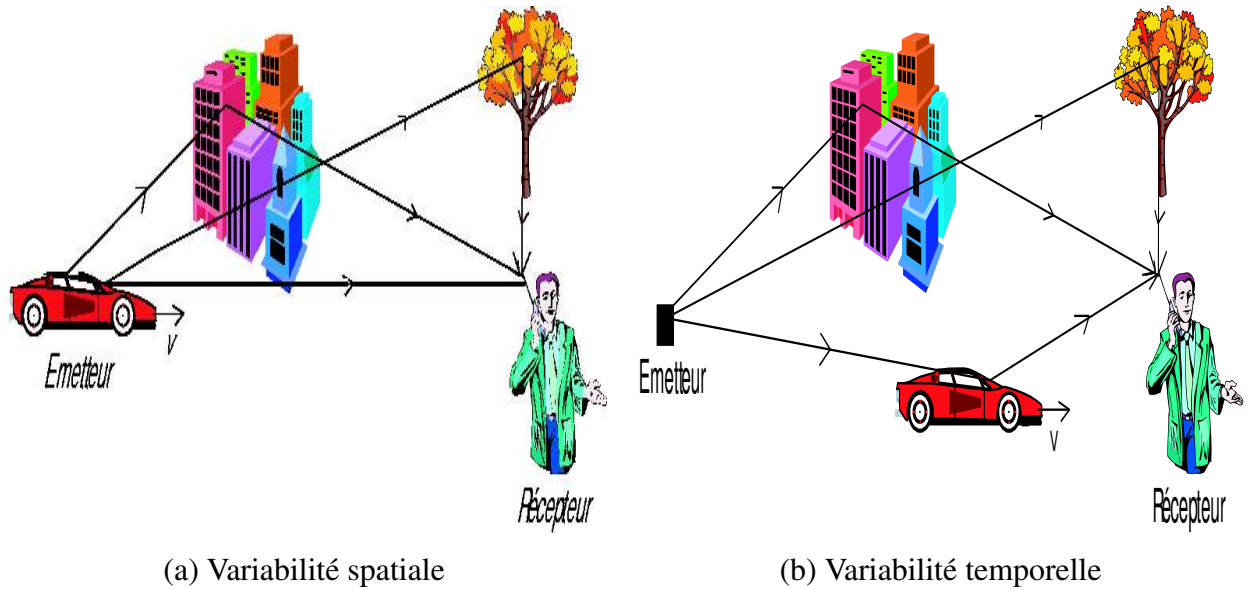 V
Emetteur
Récepteur
(a) Variabilité spatiale
Emetteur
V
Récepteur
(b) Variabilité temporelle